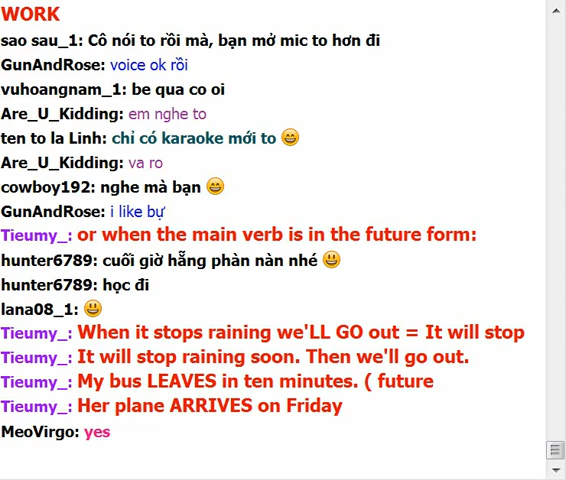 WORK
sao sau_1: Cô nói to rồi mà, bạn mở mic to hơn đi
GunAndRose: voice ok rồi
vuhoangnam_1: be qua co oi
Are_U_Kidding: em nghe to
ten to la Linh: chỉ có karaoke mới to 😄
Are_U_Kidding: va ro
cowboy192: nghe mà bạn 😄
GunAndRose: i like bự
Tieumy_: or when the main verb is in the future form:
hunter6789: cuối giờ hẵng phàn nàn nhé 😃
hunter6789: học đi
lana08_1: 😃
Tieumy_: When it stops raining we'LL GO out = It will stop
Tieumy_: It will stop raining soon. Then we'll go out.
Tieumy_: My bus LEAVES in ten minutes. ( future
Tieumy_: Her plane ARRIVES on Friday
MeoVirgo: yes